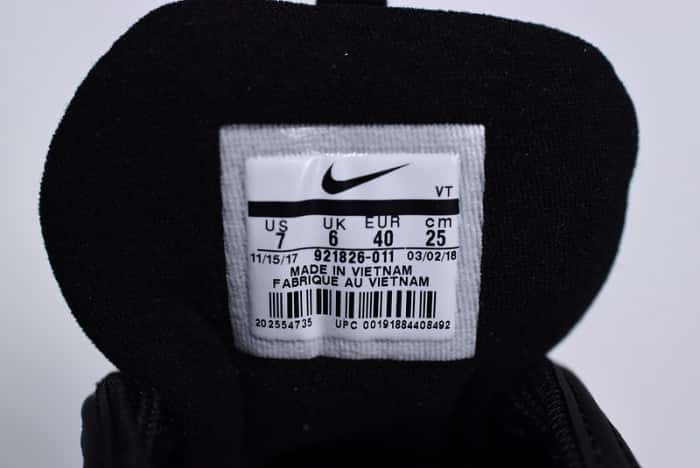 VT
US UK EUR cm
7 6 40 25
11/15/17 921826-011 03/02/18
MADE IN VIETNAM
FABRIQUE AU VIETNAM
202554735 UPC 00191884408492